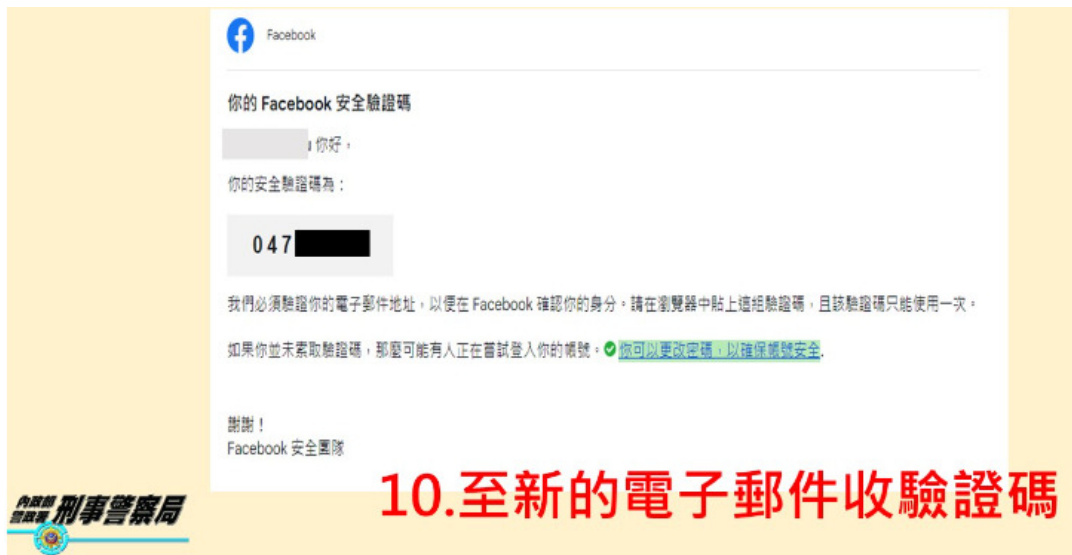 Facebook
你的 Facebook 安全驗證碼
u 你好，
你的安全驗證碼為：
047
我們必須驗證你的電子郵件地址，以便在 Facebook 確認你的身分。請在瀏覽器中貼上這組驗證碼，且該驗證碼只能使用一次。
如果你並未索取驗證碼，那麼可能有人正在嘗試登入你的帳號。你可以更改密碼，以確保帳號安全.
謝謝！
Facebook 安全團隊
10.至新的電子郵件收驗證碼
內政部
警政署 刑事警察局